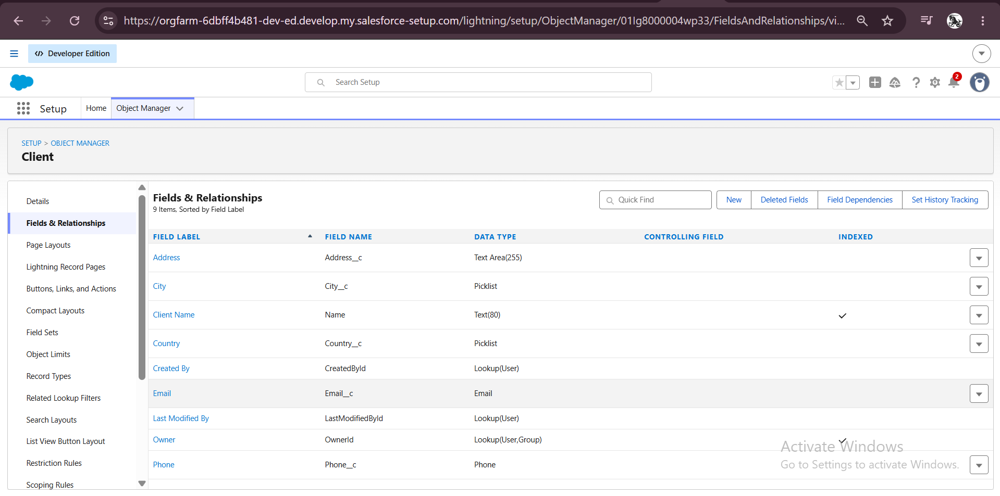 https://orgfarm-6dbff4b481-dev-ed.develop.my.salesforce-setup.com/lightning/setup/ObjectManager/01Ig8000004wp33/FieldsAndRelationships/vi...
Developer Edition
Search Setup
2
Setup Home Object Manager
SETUP > OBJECT MANAGER
Client
Details
Fields & Relationships
Page Layouts
Lightning Record Pages
Buttons, Links, and Actions
Compact Layouts
Field Sets
Object Limits
Record Types
Related Lookup Filters
Search Layouts
List View Button Layout
Restriction Rules
Scoping Rules
Fields & Relationships
9 Items, Sorted by Field Label
Quick Find New Deleted Fields Field Dependencies Set History Tracking
FIELD LABEL FIELD NAME DATA TYPE CONTROLLING FIELD INDEXED
Address Address__c Text Area(255)
City City__c Picklist
Client Name Name Text(80)
Country Country__c Picklist
Created By CreatedById Lookup(User)
Email Email__c Email
Last Modified By LastModifiedById Lookup(User)
Owner OwnerId Lookup(User,Group)
Phone Phone__c Phone
Activate Windows
Go to Settings to activate Windows.